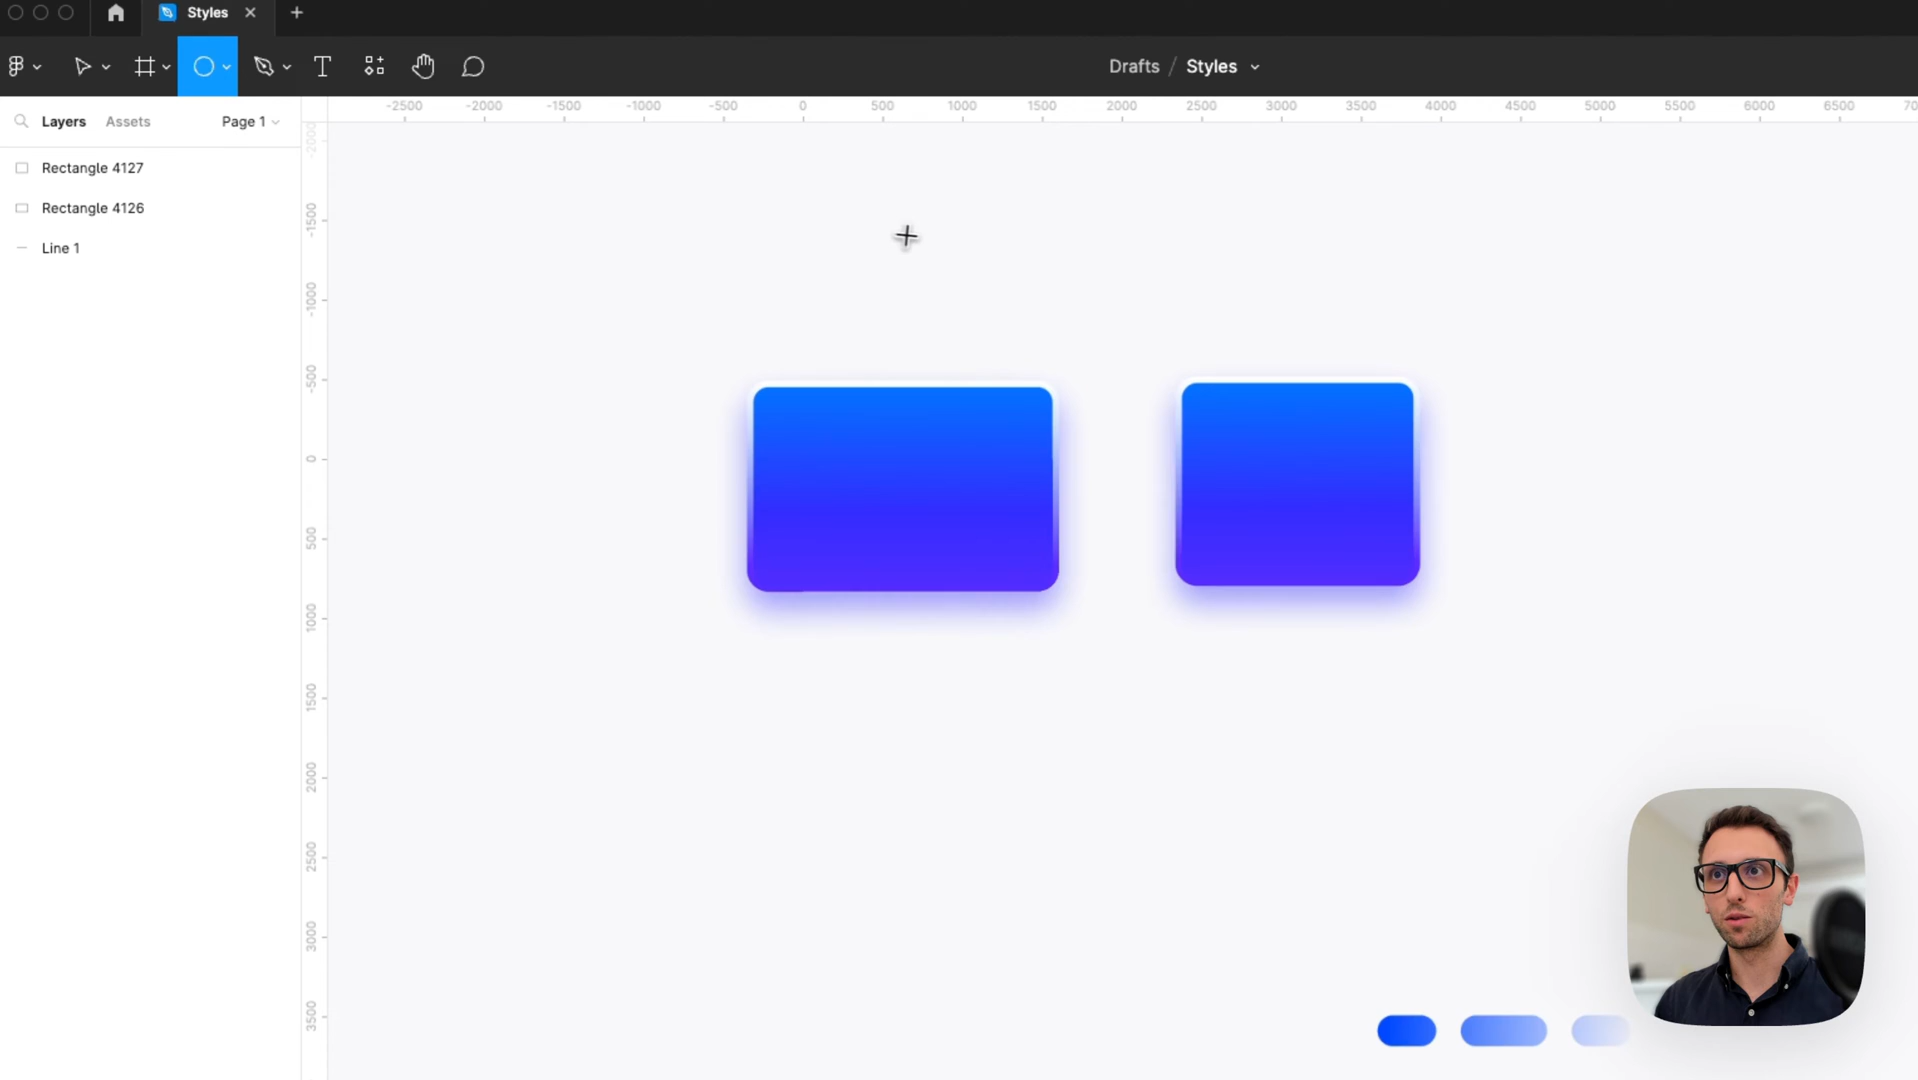 Styles
Drafts / Styles
Layers Assets Page 1
-2500 -2000 -1500 -1000 -500 0 500 1000 1500 2000 2500 3000 3500 4000 4500 5000 5500 6000 6500 70
-2000
-1500
-1000
-500
0
500
1000
1500
2000
2500
3000
3500
Rectangle 4127
Rectangle 4126
Line 1